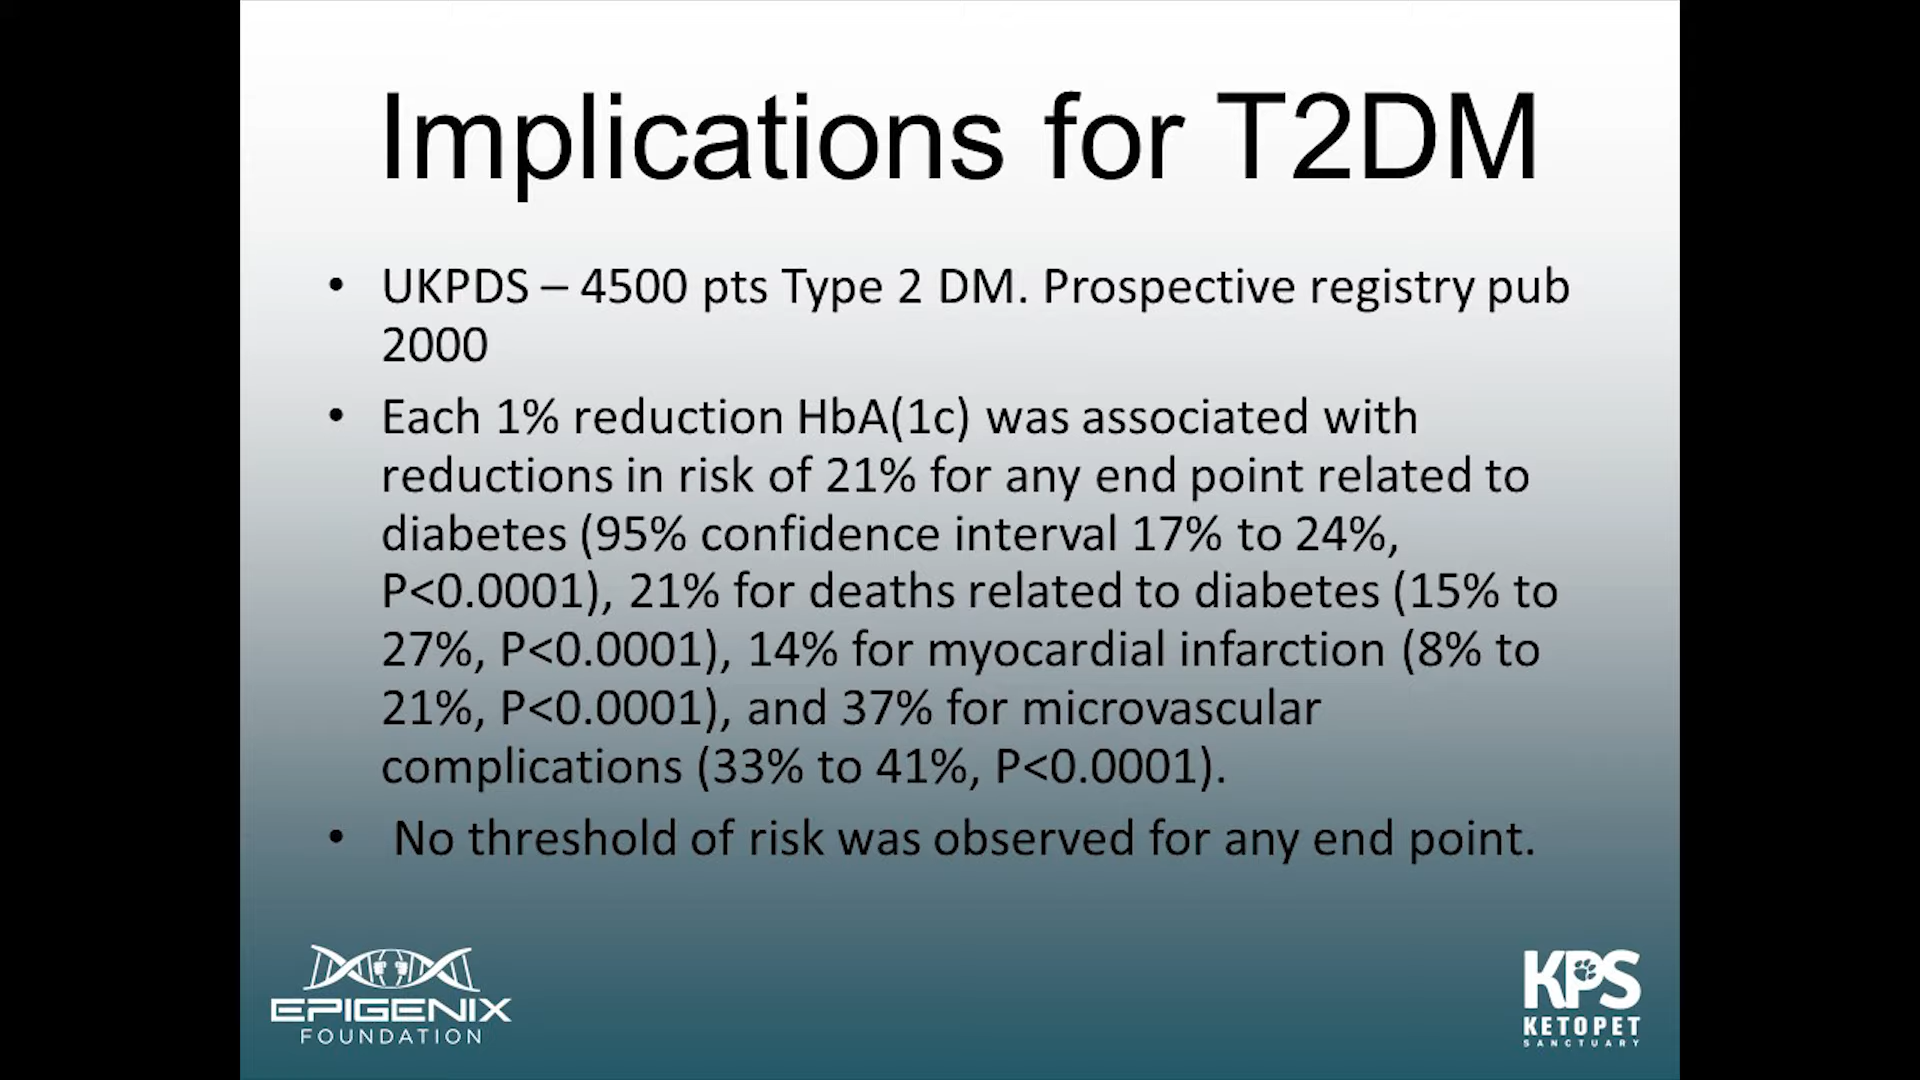 Implications for T2DM
• UKPDS – 4500 pts Type 2 DM. Prospective registry pub
2000
• Each 1% reduction HbA(1c) was associated with
reductions in risk of 21% for any end point related to
diabetes (95% confidence interval 17% to 24%,
P<0.0001), 21% for deaths related to diabetes (15% to
27%, P<0.0001), 14% for myocardial infarction (8% to
21%, P<0.0001), and 37% for microvascular
complications (33% to 41%, P<0.0001).
• No threshold of risk was observed for any end point.
EPIGENIX
FOUNDATION
KPS
KETOPET
SANCTUARY